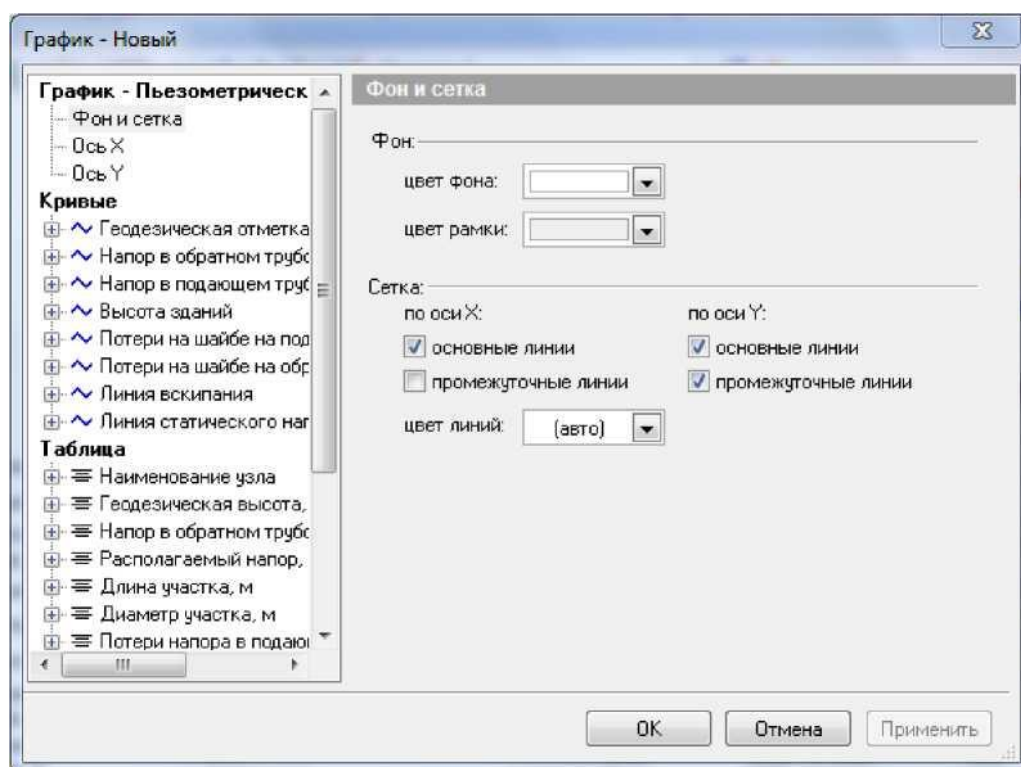 График - Новый
График - Пьезометрическ
Фон и сетка
Ось X
Ось Y
Кривые
Геодезическая отметка
Напор в обратном трубо
Напор в подающем труб
Высота зданий
Потери на шайбе на под
Потери на шайбе на обр
Линия вскипания
Линия статического нап
Таблица
Наименование узла
Геодезическая высота,
Напор в обратном трубо
Располагаемый напор,
Длина участка, м
Диаметр участка, м
Потери напора в подаю
Фон и сетка
Фон:
цвет фона:
цвет рамки:
Сетка:
по оси X: по оси Y:
основные линии основные линии
промежуточные линии промежуточные линии
цвет линий: (авто)
OK Отмена Применить